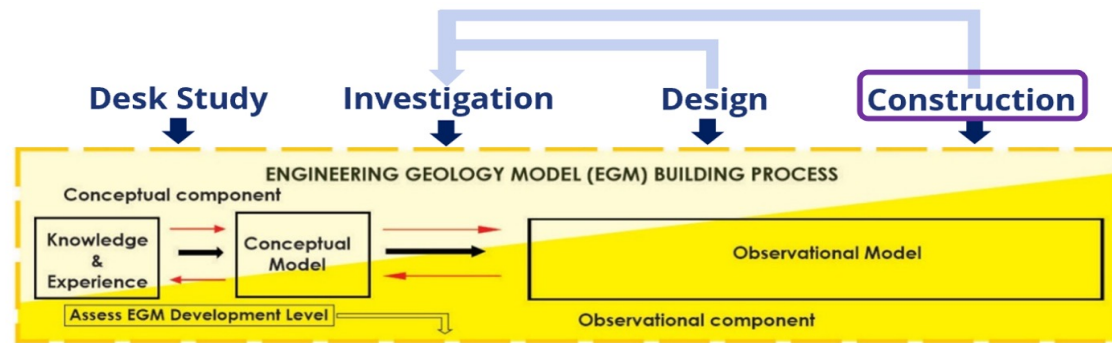 Desk Study
Investigation
Design
Construction
ENGINEERING GEOLOGY MODEL (EGM) BUILDING PROCESS
Conceptual component
Knowledge
&
Experience
Conceptual
Model
Observational Model
Assess EGM Development Level
Observational component